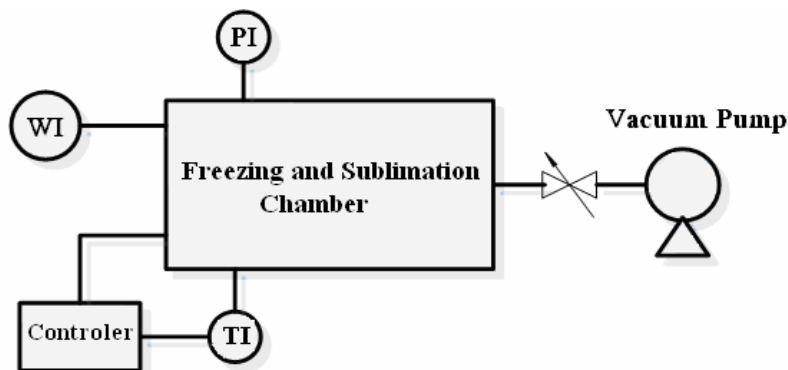 PI
WI
Vacuum Pump
Freezing and Sublimation
Chamber
Controler
TI